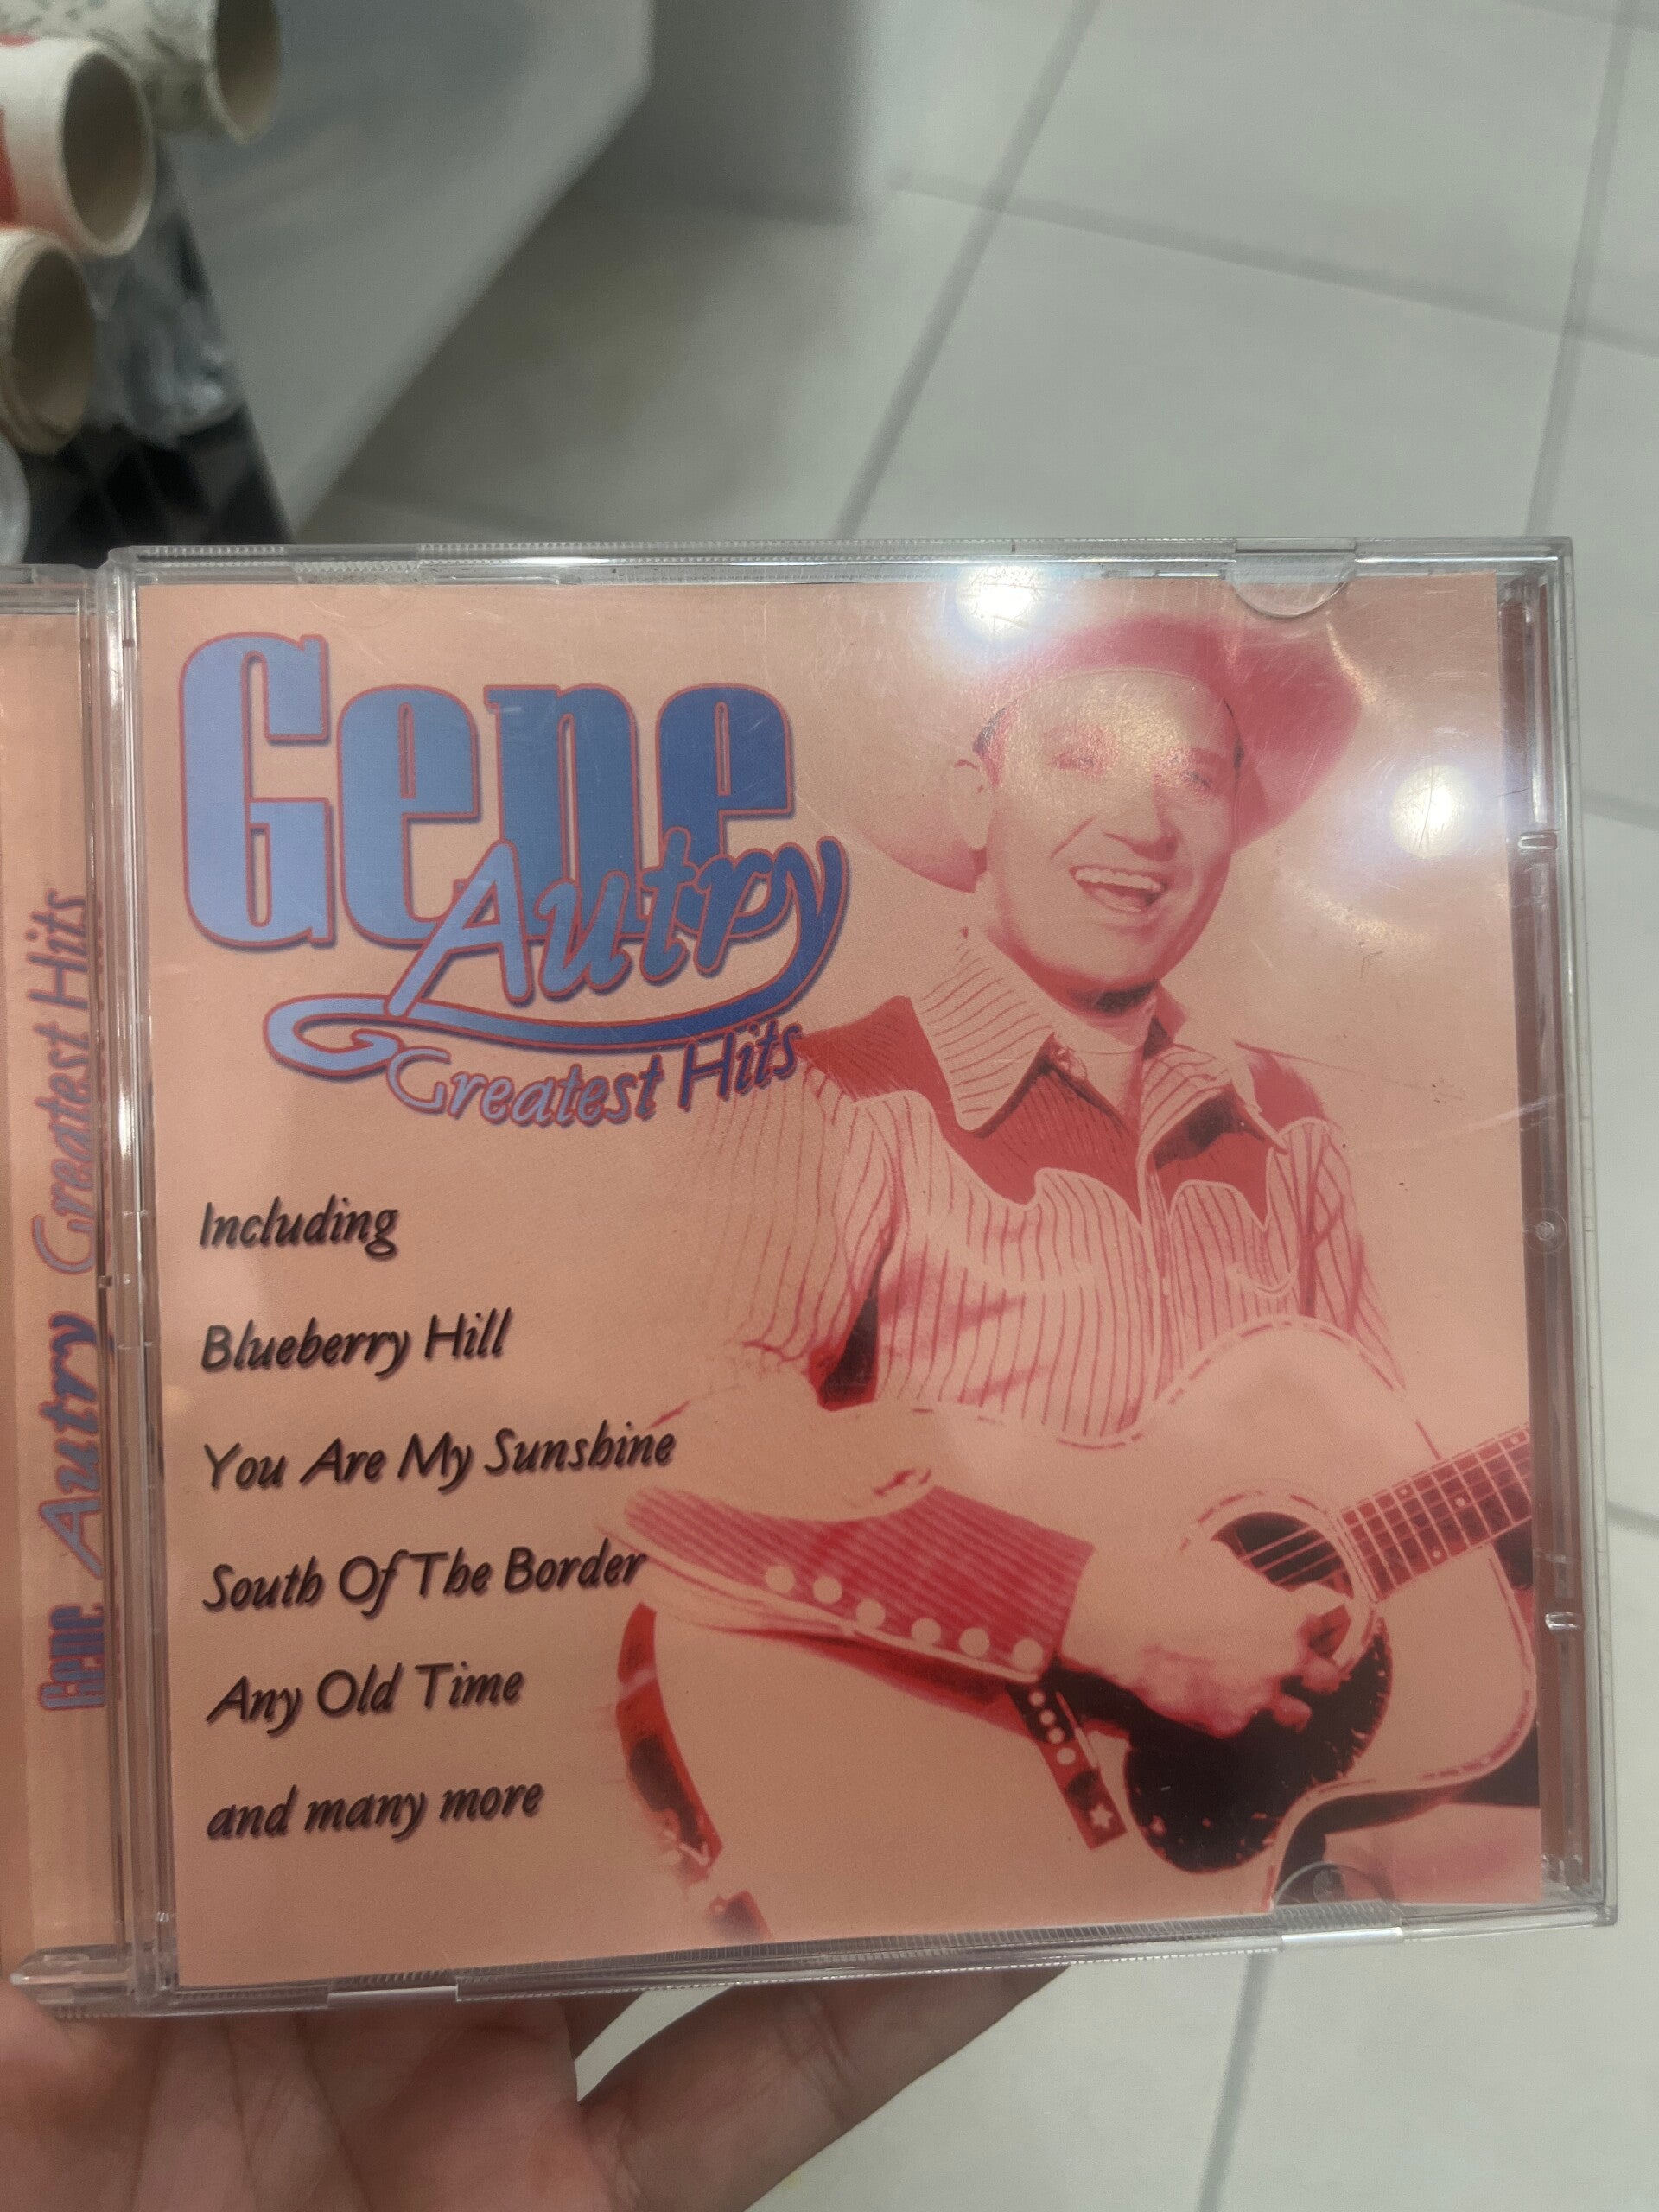 Gene
Autry
Greatest Hits
Including
Blueberry Hill
You Are My Sunshine
South Of The Border
Any Old Time
and many more
Gene Autry Greatest Hits